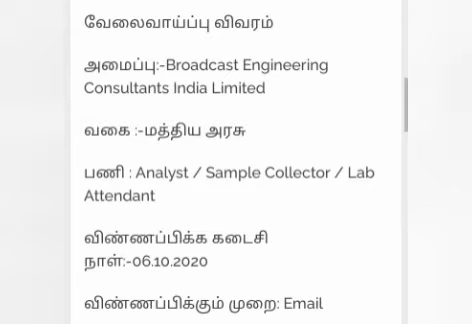 வேலைவாய்ப்பு விவரம்
அமைப்பு:-Broadcast Engineering
Consultants India Limited
வகை :-மத்திய அரசு
பணி : Analyst / Sample Collector / Lab
Attendant
விண்ணப்பிக்க கடைசி
நாள்:-06.10.2020
விண்ணப்பிக்கும் முறை: Email